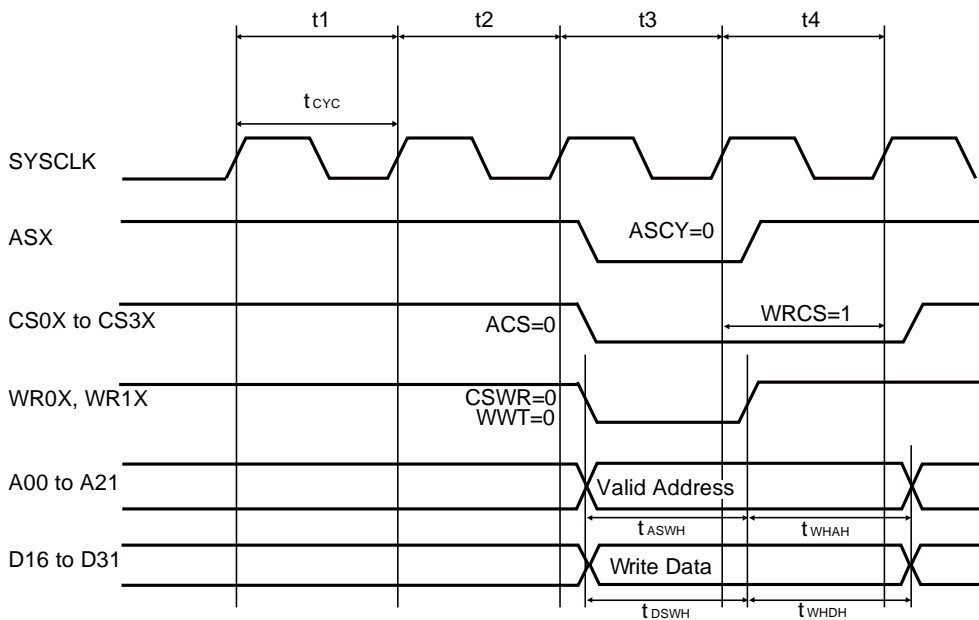 t1 t2 t3 t4
tCYC
SYSCLK
ASX ASCY=0
CS0X to CS3X ACS=0 WRCS=1
WR0X, WR1X CSWR=0
WWT=0
A00 to A21 Valid Address
tASWH tWHAH
D16 to D31 Write Data
tDSWH tWHDH